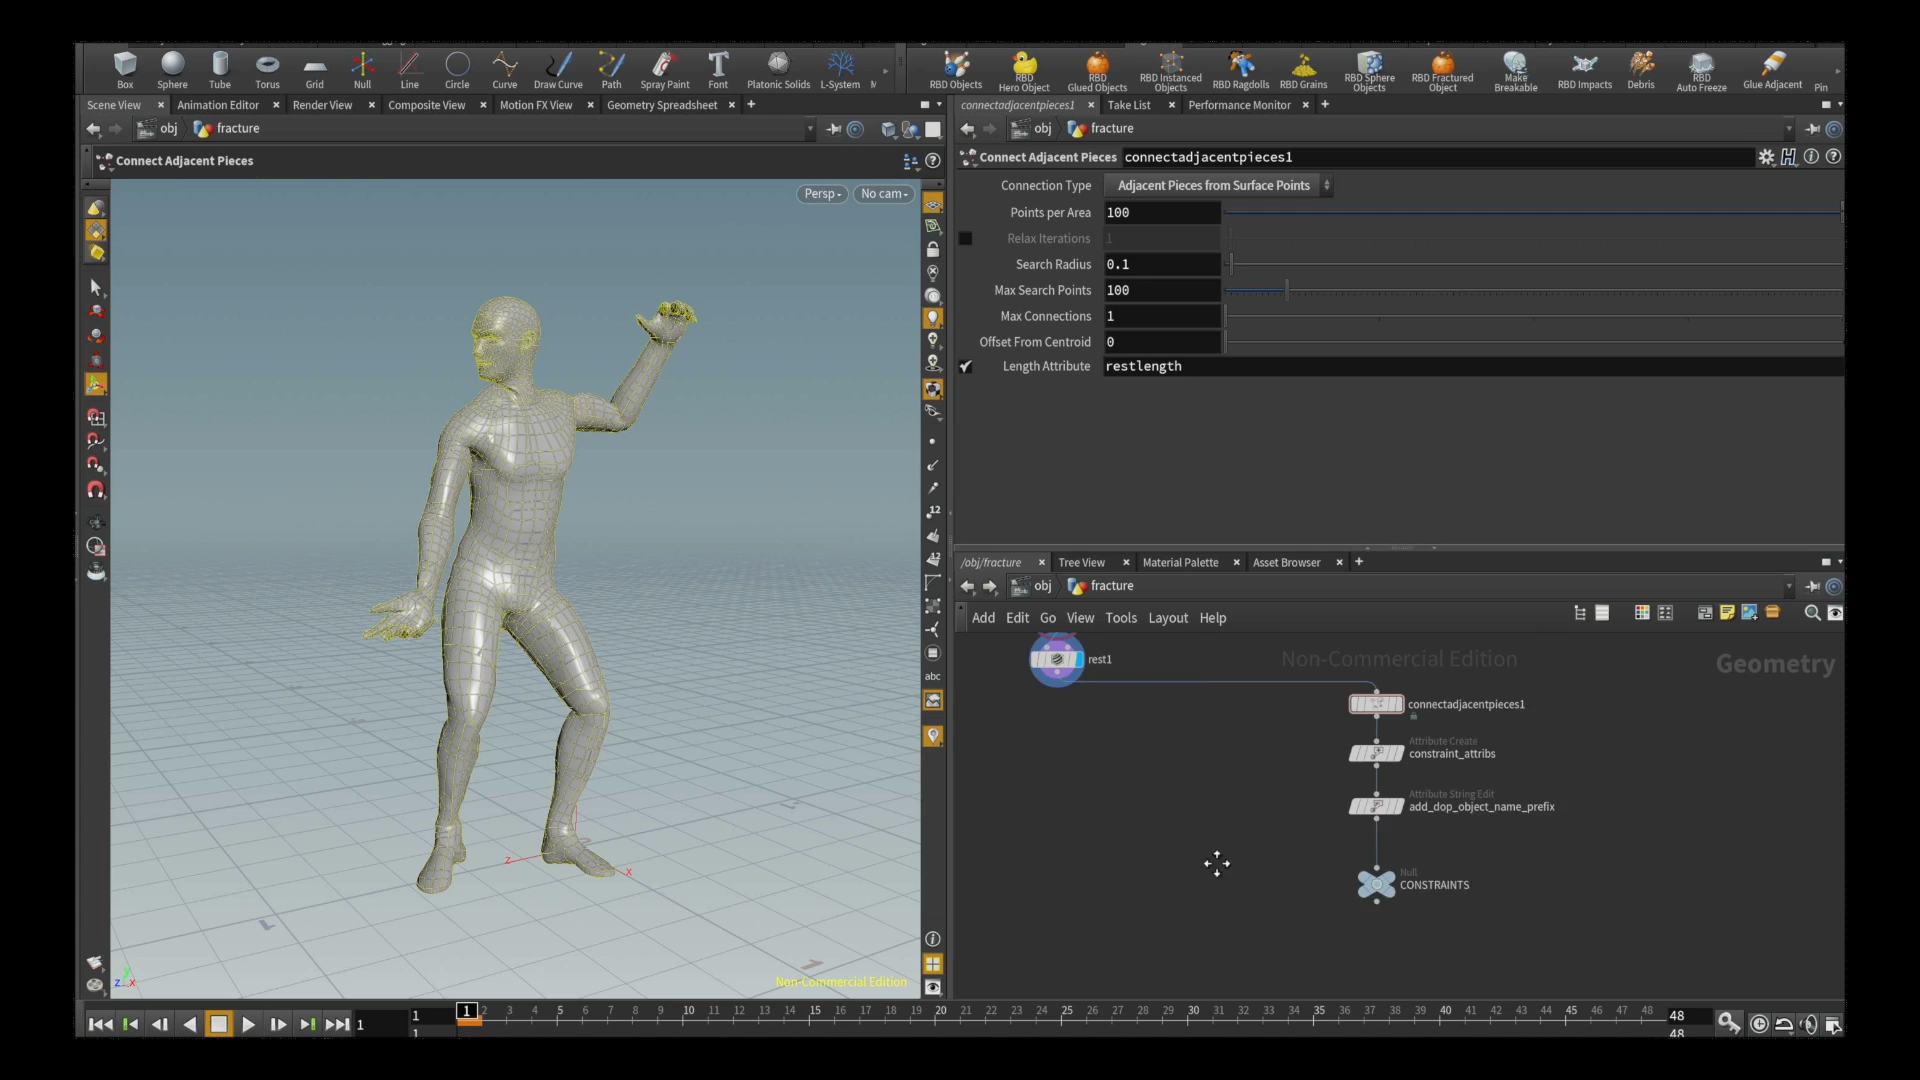 Box Sphere Tube Torus Grid Null Line Circle Curve Draw Curve Path Spray Paint Font Platonic Solids L-System
RBD Objects RBD Hero Object RBD Glued Objects RBD Instanced Objects RBD Ragdolls RBD Grains RBD Sphere Objects RBD Fractured Object Make Breakable RBD Impacts Debris RBD Auto Freeze Glue Adjacent Pin
Scene View Animation Editor Render View Composite View Motion FX View Geometry Spreadsheet
connectadjacentpieces1 Take List Performance Monitor
obj fracture
obj fracture
Connect Adjacent Pieces
Connect Adjacent Pieces connectadjacentpieces1
Persp No cam
Connection Type Adjacent Pieces from Surface Points
Points per Area 100
Relax Iterations 1
Search Radius 0.1
Max Search Points 100
Max Connections 1
Offset From Centroid 0
Length Attribute restlength
12
12
abc
z x
y
z x
Non-Commercial Edition
/obj/fracture Tree View Material Palette Asset Browser
obj fracture
Add Edit Go View Tools Layout Help
Non-Commercial Edition
Geometry
rest1
connectadjacentpieces1
Attribute Create
constraint_attribs
Attribute String Edit
add_dop_object_name_prefix
Null
CONSTRAINTS
1 1 1 1 2 3 4 5 6 7 8 9 10 11 12 13 14 15 16 17 18 19 20 21 22 23 24 25 26 27 28 29 30 31 32 33 34 35 36 37 38 39 40 41 42 43 44 45 46 47 48 48
48